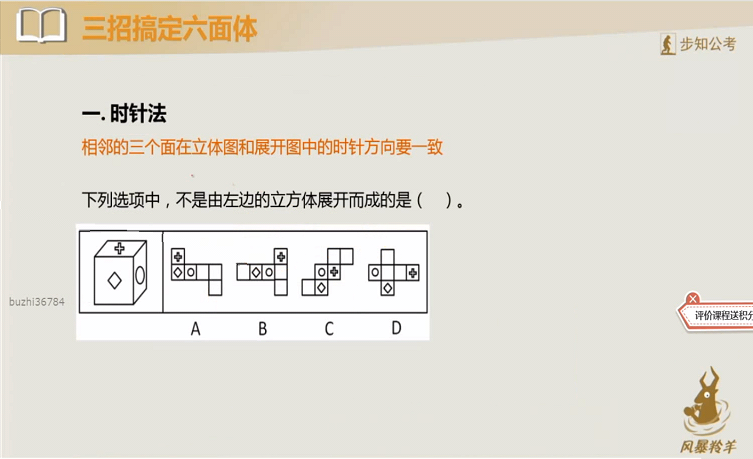 三招搞定六面体
步知公考
一. 时针法
相邻的三个面在立体图和展开图中的时针方向要一致
下列选项中，不是由左边的立方体展开而成的是（ ）。
buzhi36784
评价课程送积分
A B C D
风暴羚羊